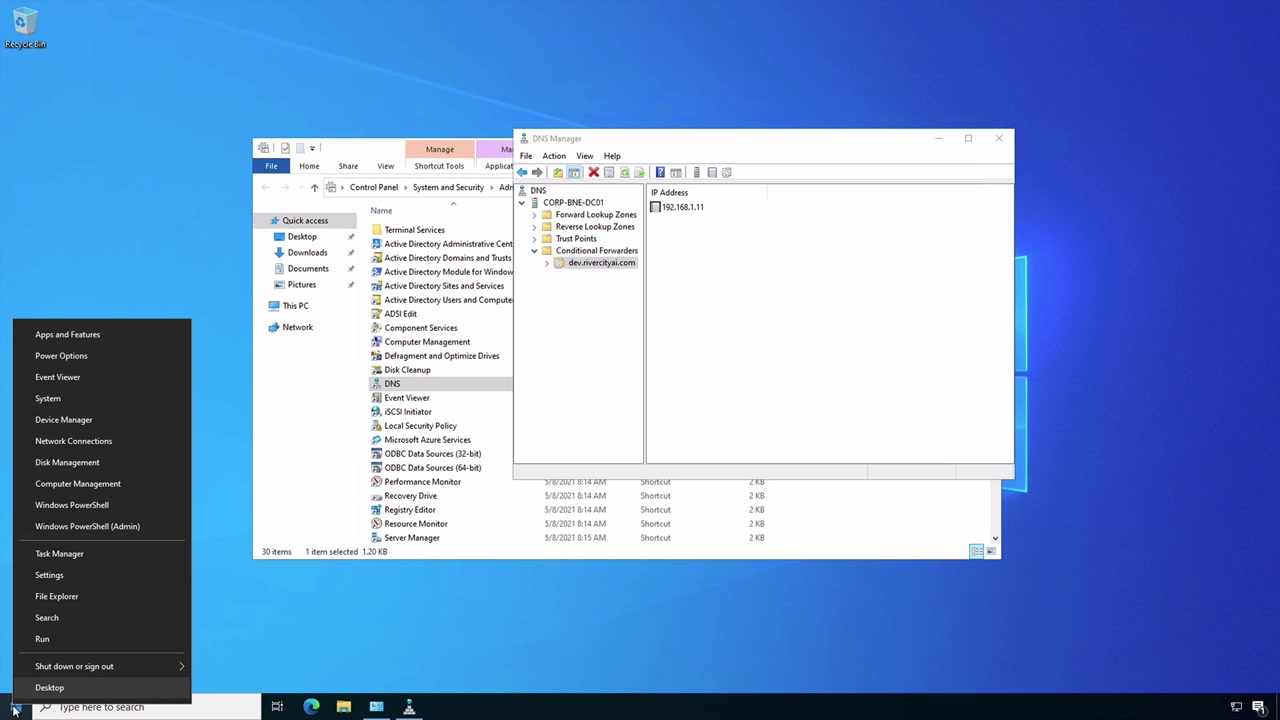 Recycle Bin
DNS Manager
File Action View Help
DNS
CORP-BNE-DC01
Forward Lookup Zones
Reverse Lookup Zones
Trust Points
Conditional Forwarders
dev.rivercityai.com
IP Address
192.168.1.11
Manage Ma
File Home Share View Shortcut Tools Applicat
Control Panel System and Security Adm
Name
Quick access
Desktop
Downloads
Documents
Pictures
This PC
Network
Terminal Services
Active Directory Administrative Cent
Active Directory Domains and Trusts
Active Directory Module for Window
Active Directory Sites and Services
Active Directory Users and Compute
ADSI Edit
Component Services
Computer Management
Defragment and Optimize Drives
Disk Cleanup
DNS
Event Viewer
iSCSI Initiator
Local Security Policy
Microsoft Azure Services
ODBC Data Sources (32-bit)
ODBC Data Sources (64-bit)
Performance Monitor 5/8/2021 8:14 AM Shortcut 2 KB
Recovery Drive 5/8/2021 8:14 AM Shortcut 2 KB
Registry Editor 5/8/2021 8:14 AM Shortcut 2 KB
Resource Monitor 5/8/2021 8:14 AM Shortcut 2 KB
Server Manager 5/8/2021 8:15 AM Shortcut 2 KB
30 items 1 item selected 1.20 KB
Apps and Features
Power Options
Event Viewer
System
Device Manager
Network Connections
Disk Management
Computer Management
Windows PowerShell
Windows PowerShell (Admin)
Task Manager
Settings
File Explorer
Search
Run
Shut down or sign out
Desktop
Type here to search
1